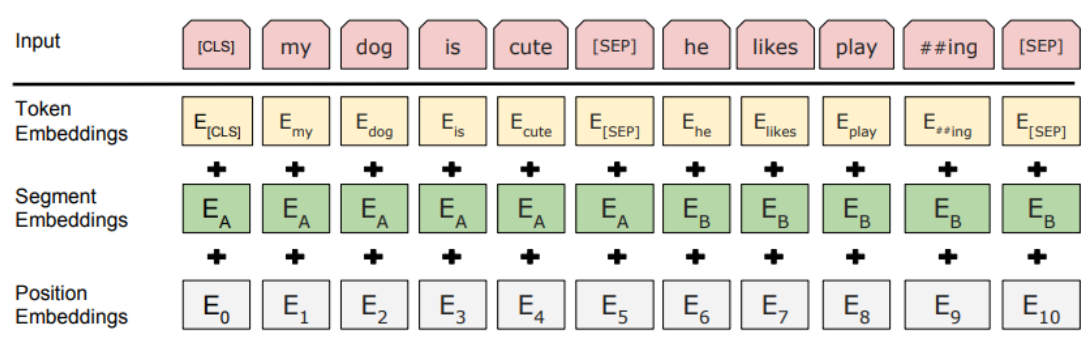 Input [CLS] my dog is cute [SEP] he likes play ##ing [SEP]
Token Embeddings E[CLS] Emy Edog Eis Ecute E[SEP] Ehe Elikes Eplay E##ing E[SEP]
+ + + + + + + + + + +
Segment Embeddings EA EA EA EA EA EA EB EB EB EB EB
+ + + + + + + + + + +
Position Embeddings E0 E1 E2 E3 E4 E5 E6 E7 E8 E9 E10